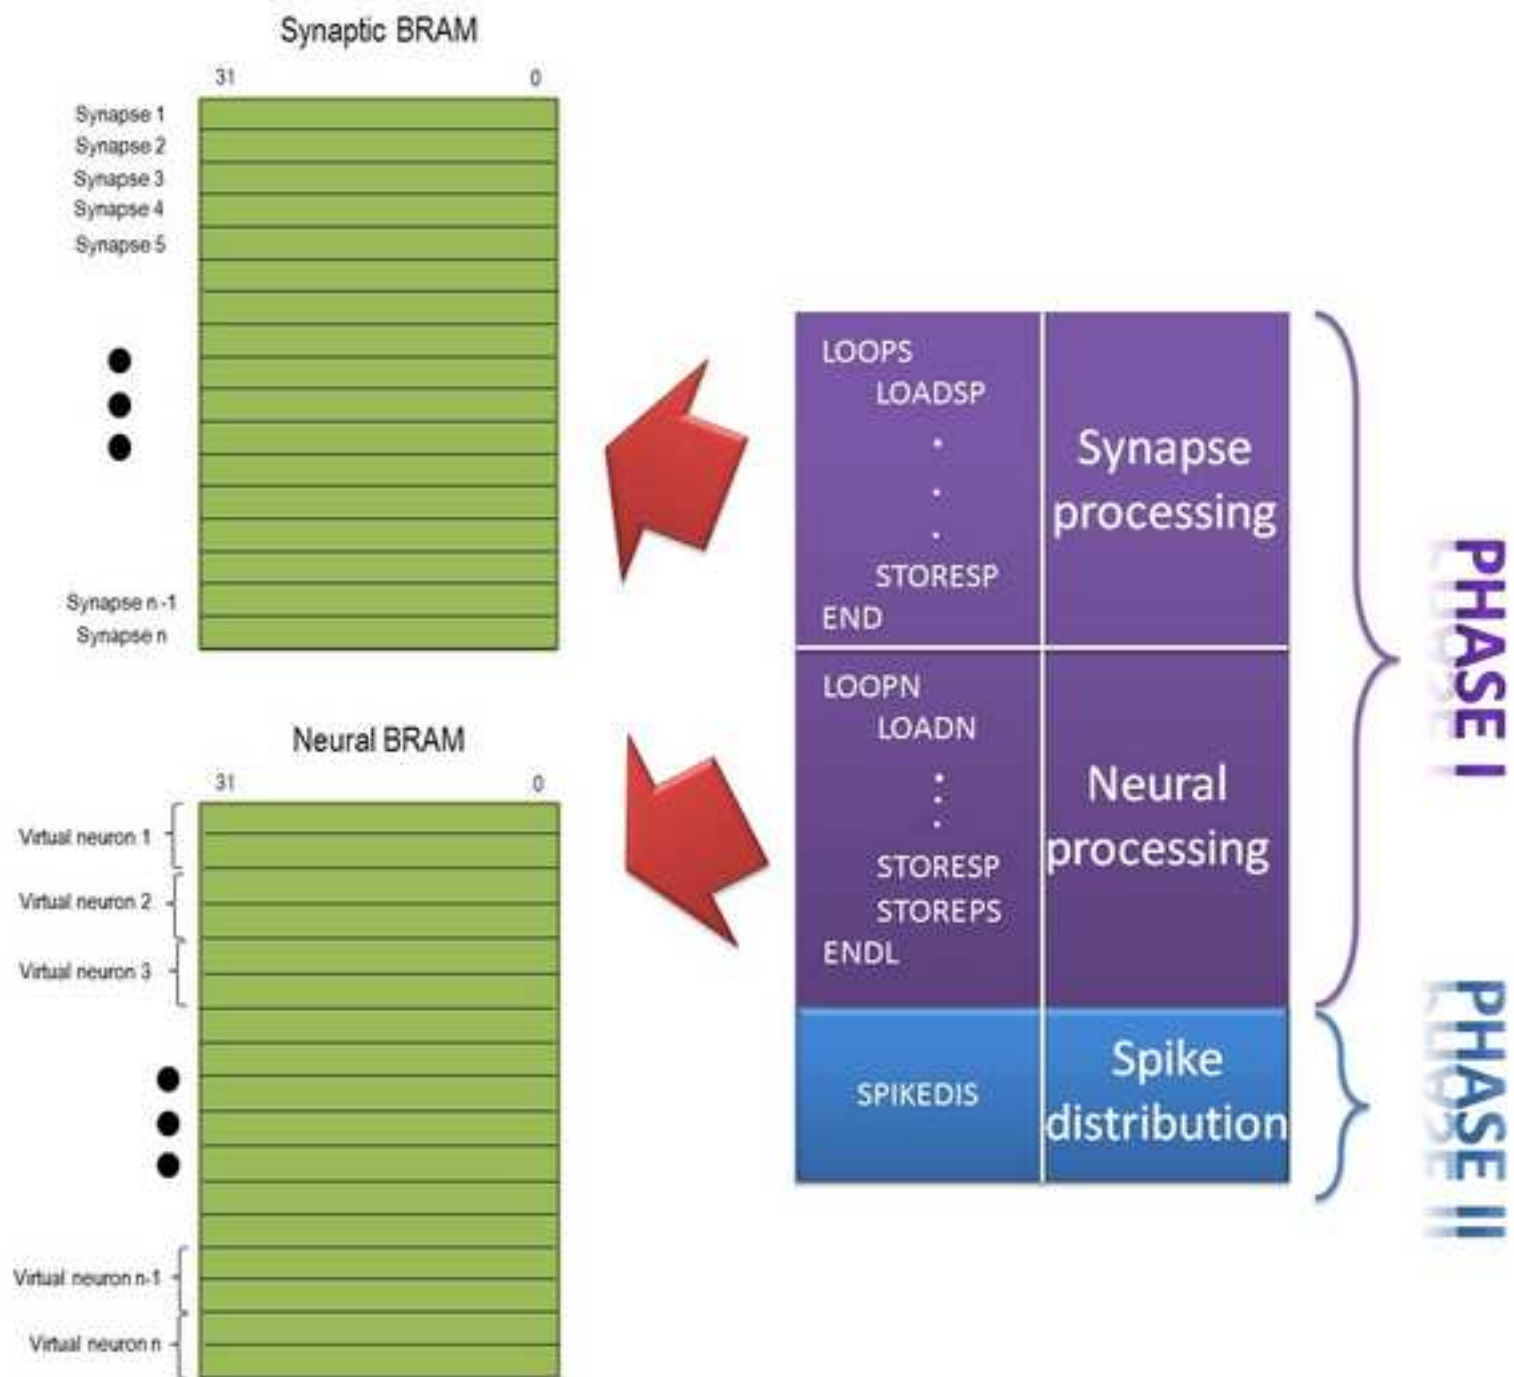 Synaptic BRAM
31 0
Synapse 1
Synapse 2
Synapse 3
Synapse 4
Synapse 5
Synapse n -1
Synapse n
Neural BRAM
31 0
Virtual neuron 1
Virtual neuron 2
Virtual neuron 3
Virtual neuron n-1
Virtual neuron n
LOOPS
LOADSP
.
.
.
STORESP
END
Synapse
processing
LOOPN
LOADN
.
.
.
STORESP
STOREPS
ENDL
Neural
processing
SPIKEDIS
Spike
distribution
PHASE I
PHASE III